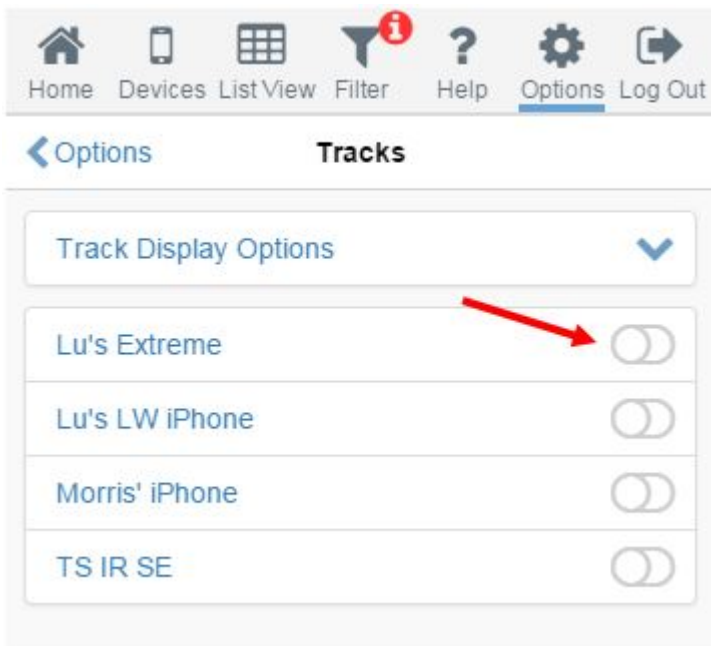 Home Devices List View Filter Help Options Log Out
Options Tracks
Track Display Options
Lu's Extreme
Lu's LW iPhone
Morris' iPhone
TS IR SE